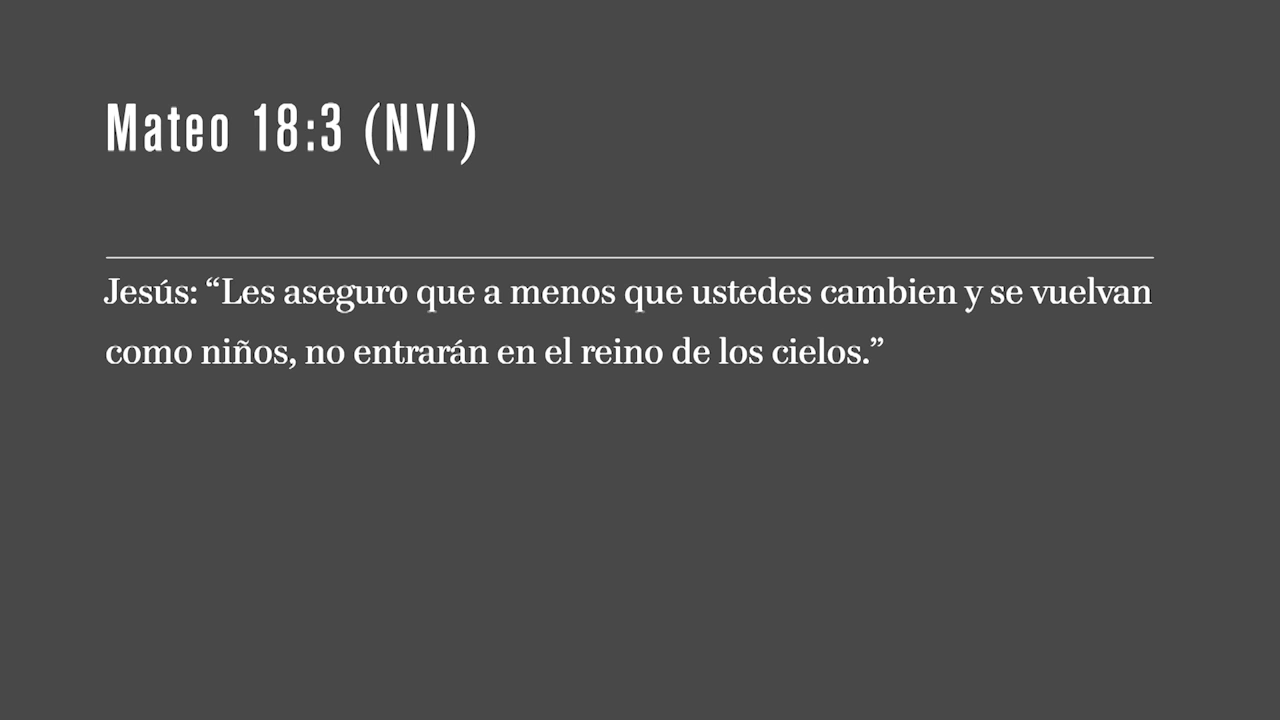 Mateo 18:3 (NVI)
Jesús: “Les aseguro que a menos que ustedes cambien y se vuelvan
como niños, no entrarán en el reino de los cielos.”